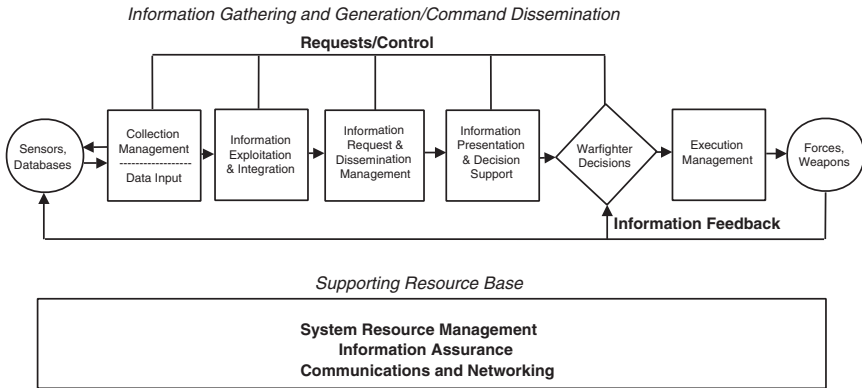 Information Gathering and Generation/Command Dissemination
Requests/Control
Sensors,
Databases
Collection
Management
------------------
Data Input
Information
Exploitation
& Integration
Information
Request &
Dissemination
Management
Information
Presentation
& Decision
Support
Warfighter
Decisions
Execution
Management
Forces,
Weapons
Information Feedback
Supporting Resource Base
System Resource Management
Information Assurance
Communications and Networking